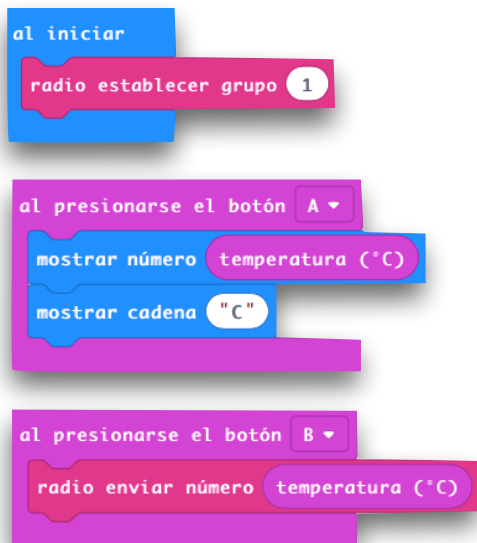 al iniciar
radio establecer grupo 1
al presionarse el botón A
mostrar número temperatura (°C)
mostrar cadena "C"
al presionarse el botón B
radio enviar número temperatura (°C)